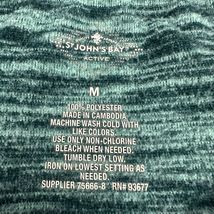 ST. JOHN'S BAY
ACTIVE
M
100% POLYESTER
MADE IN CAMBODIA
MACHINE WASH COLD WITH
LIKE COLORS.
USE ONLY NON-CHLORINE
BLEACH WHEN NEEDED.
TUMBLE DRY LOW.
IRON ON LOWEST SETTING AS
NEEDED.
SUPPLIER 75666-8 RN# 93677